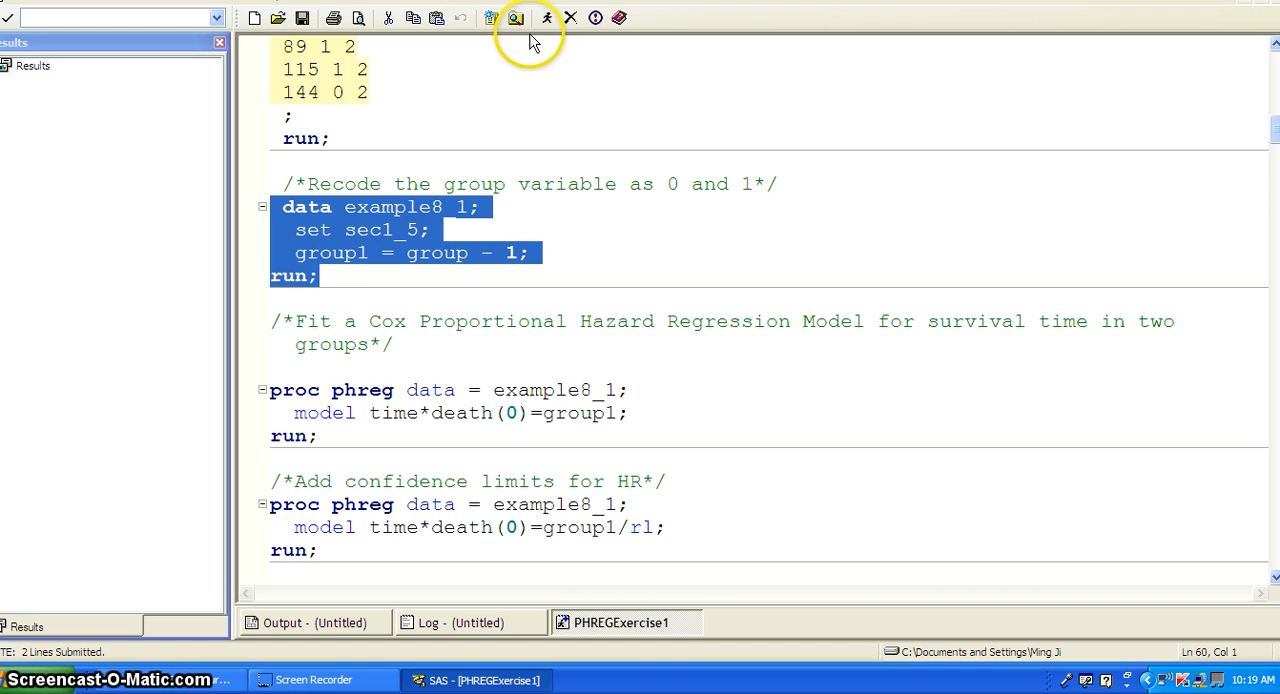 esults
Results
89 1 2
115 1 2
144 0 2
;
run;
/*Recode the group variable as 0 and 1*/
data example8_1;
set sec1_5;
group1 = group - 1;
run;
/*Fit a Cox Proportional Hazard Regression Model for survival time in two
groups*/
proc phreg data = example8_1;
model time*death(0)=group1;
run;
/*Add confidence limits for HR*/
proc phreg data = example8_1;
model time*death(0)=group1/rl;
run;
Results
Output - (Untitled)
Log - (Untitled)
PHREGExercise1
TE: 2 Lines Submitted.
C:\Documents and Settings\Ming Ji
Ln 60, Col 1
Screencast-O-Matic.com
ur...
Screen Recorder
SAS - [PHREGExercise1]
10:19 AM